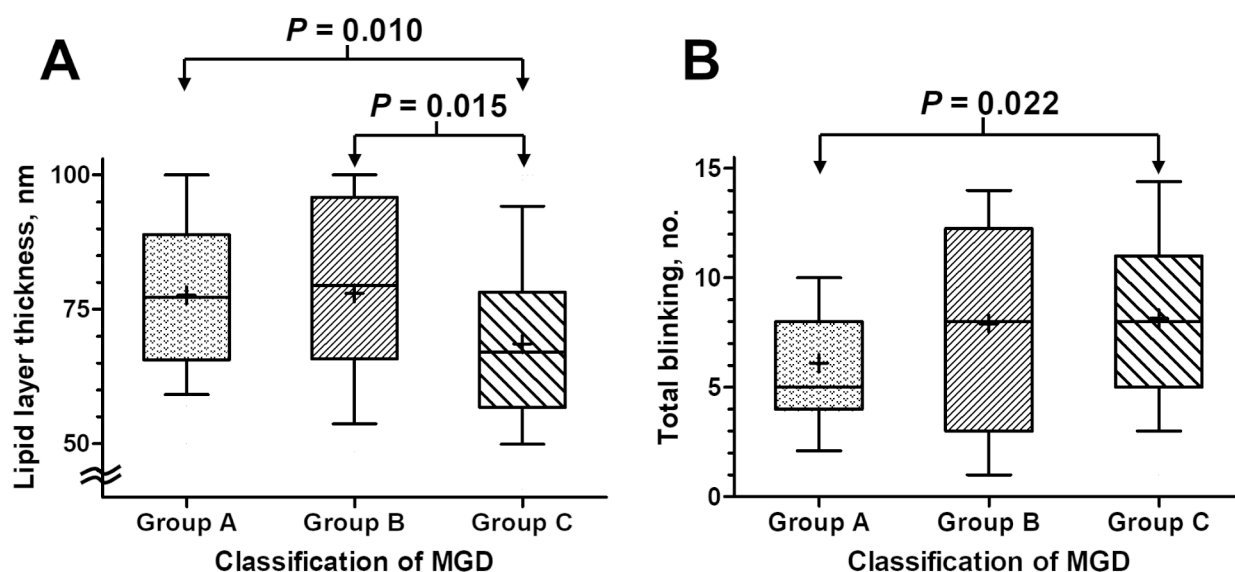 A
P = 0.010
P = 0.015
Lipid layer thickness, nm
100
75
50
Group A
Group B
Group C
Classification of MGD
B
P = 0.022
Total blinking, no.
15
10
5
0
Group A
Group B
Group C
Classification of MGD